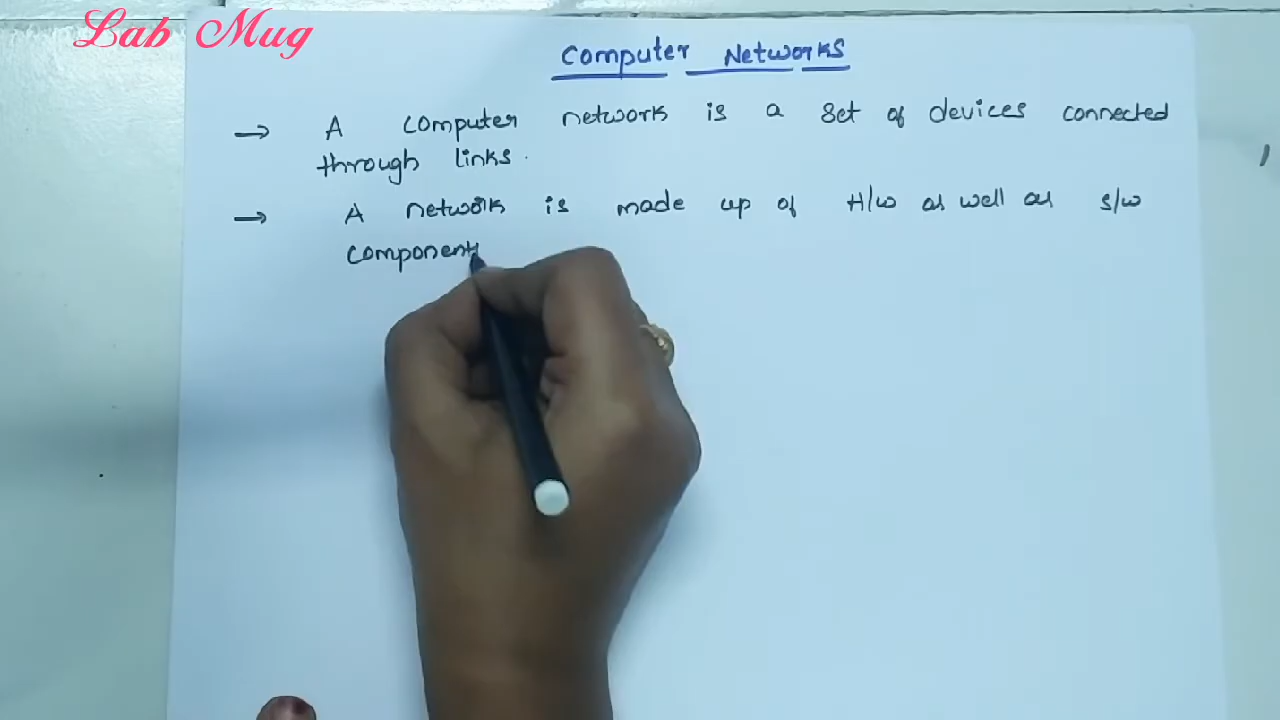 Lab Mug
Computer Networks
→ A computer network is a set of devices connected
through links.
→ A network is made up of H/w as well as s/w
component